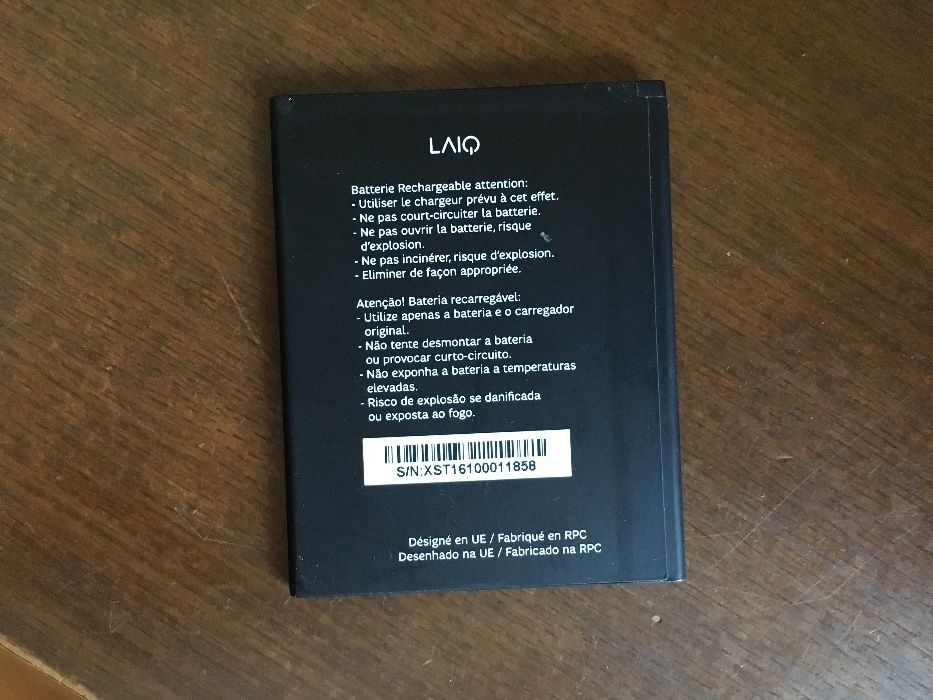 LAIQ
Batterie Rechargeable attention:
- Utiliser le chargeur prévu à cet effet.
- Ne pas court-circuiter la batterie.
- Ne pas ouvrir la batterie, risque
d'explosion.
- Ne pas incinérer, risque d'explosion.
- Eliminer de façon appropriée.
Atenção! Bateria recarregável:
- Utilize apenas a bateria e o carregador
original.
- Não tente desmontar a bateria
ou provocar curto-circuito.
- Não exponha a bateria a temperaturas
elevadas.
- Risco de explosão se danificada
ou exposta ao fogo.
S/N:XST16100011858
Désigné en UE / Fabriqué en RPC
Desenhado na UE / Fabricado na RPC